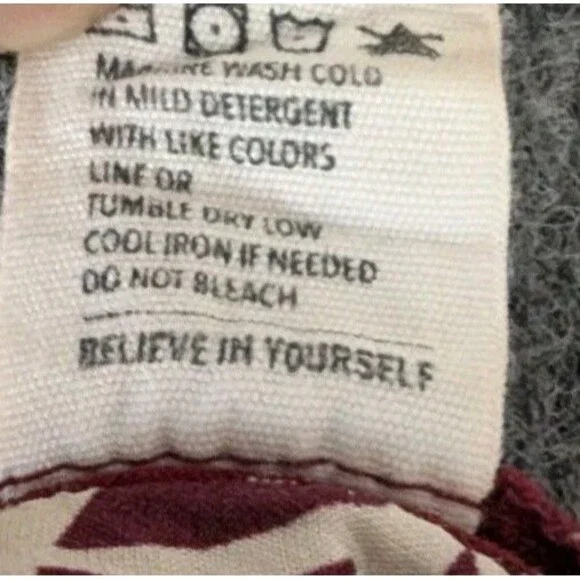 MACHINE WASH COLD
IN MILD DETERGENT
WITH LIKE COLORS
LINE OR
TUMBLE DRY LOW
COOL IRON IF NEEDED
DO NOT BLEACH
BELIEVE IN YOURSELF